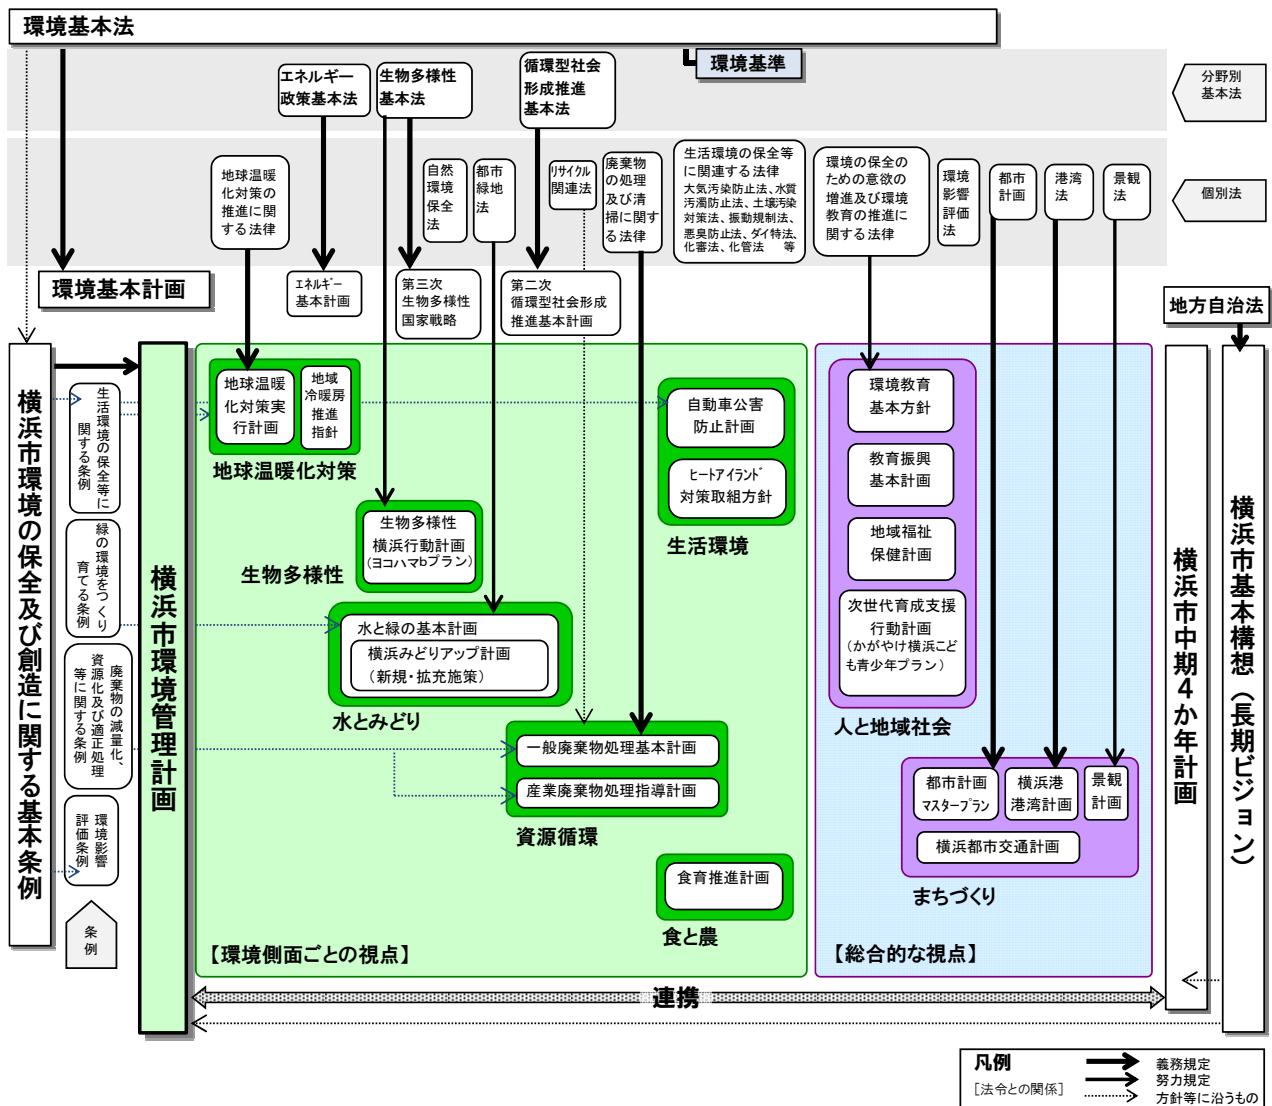 環境基本法
環境基準
エネルギー
政策基本法
生物多様性
基本法
循環型社会
形成推進
基本法
分野別
基本法
地球温暖
化対策の
推進に関
する法律
自然
環境
保全
法
都市
緑地
法
リサイクル
関連法
廃棄物
の処理
及び清
掃に関す
る法律
生活環境の保全等
に関連する法律
大気汚染防止法、水質
汚濁防止法、土壌汚染
対策法、振動規制法、
悪臭防止法、ダイ特法、
化審法、化管法 等
環境の保全の
ための意欲の
増進及び環境
教育の推進に
関する法律
環境
影響
評価
法
都市
計画
港湾
法
景観
法
個別法
環境基本計画
エネルギー
基本計画
第三次
生物多様性
国家戦略
第二次
循環型社会形成
推進基本計画
地方自治法
横浜市環境の保全及び創造に関する基本条例
生活環境の保全等に
関する条例
緑の環境をつくり
育てる条例
廃棄物の減量化、
資源化及び適正処理
等に関する条例
環境影響
評価条例
条
例
横浜市環境管理計画
地球温暖
化対策実
行計画
地域
冷暖房
推進
指針
地球温暖化対策
自動車公害
防止計画
ヒートアイランド
対策取組方針
生活環境
生物多様性
横浜行動計画
(ヨコハマbプラン)
生物多様性
水と緑の基本計画
横浜みどりアップ計画
(新規・拡充施策)
水とみどり
一般廃棄物処理基本計画
産業廃棄物処理指導計画
資源循環
食育推進計画
食と農
【環境側面ごとの視点】
環境教育
基本方針
教育振興
基本計画
地域福祉
保健計画
次世代育成支援
行動計画
(かがやけ横浜こど
も青少年プラン)
人と地域社会
都市計画
マスタープラン
横浜港
港湾計画
景観
計画
横浜都市交通計画
まちづくり
【総合的な視点】
横浜市中期4か年計画
横浜市基本構想(長期ビジョン)
連携
凡例
[法令との関係]
義務規定
努力規定
方針等に沿うもの